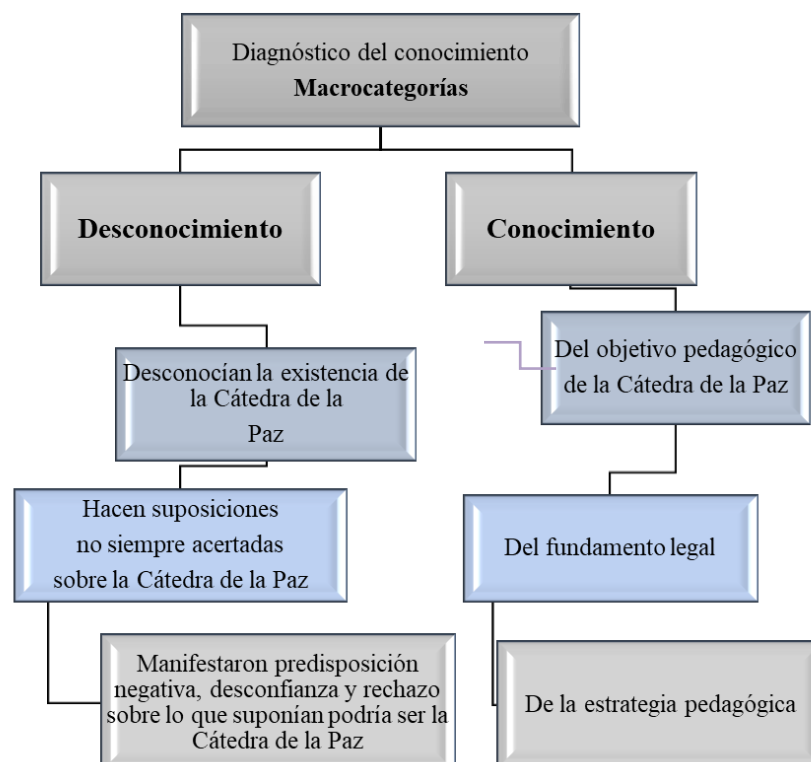 Diagnóstico del conocimiento
Macrocategorías
Desconocimiento
Conocimiento
Desconocían la existencia de
la Cátedra de la
Paz
Del objetivo pedagógico
de la Cátedra de la Paz
Hacen suposiciones
no siempre acertadas
sobre la Cátedra de la Paz
Del fundamento legal
Manifestaron predisposición
negativa, desconfianza y rechazo
sobre lo que suponían podría ser la
Cátedra de la Paz
De la estrategia pedagógica